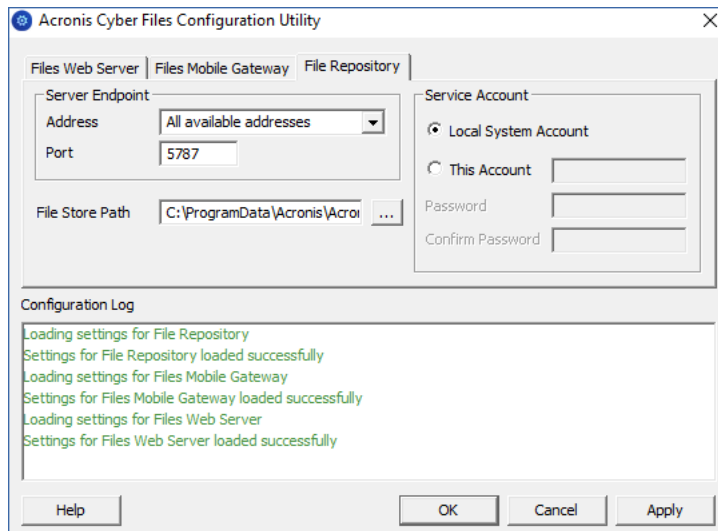 Acronis Cyber Files Configuration Utility
Files Web Server
Files Mobile Gateway
File Repository
Server Endpoint
Address
All available addresses
Port
5787
File Store Path
C:\ProgramData\Acronis\Acro
...
Service Account
Local System Account
This Account
Password
Confirm Password
Configuration Log
Loading settings for File Repository
Settings for File Repository loaded successfully
Loading settings for Files Mobile Gateway
Settings for Files Mobile Gateway loaded successfully
Loading settings for Files Web Server
Settings for Files Web Server loaded successfully
Help
OK
Cancel
Apply